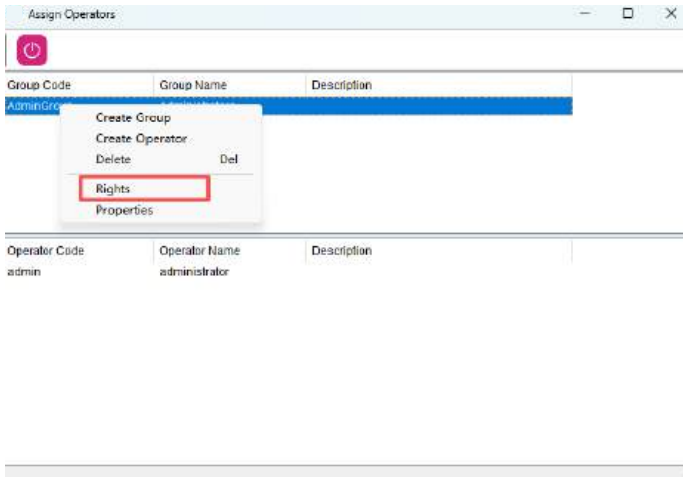 Assign Operators
Group Code Group Name Description
AdminGro
Create Group
Create Operator
Delete Del
Rights
Properties
Operator Code Operator Name Description
admin administrator